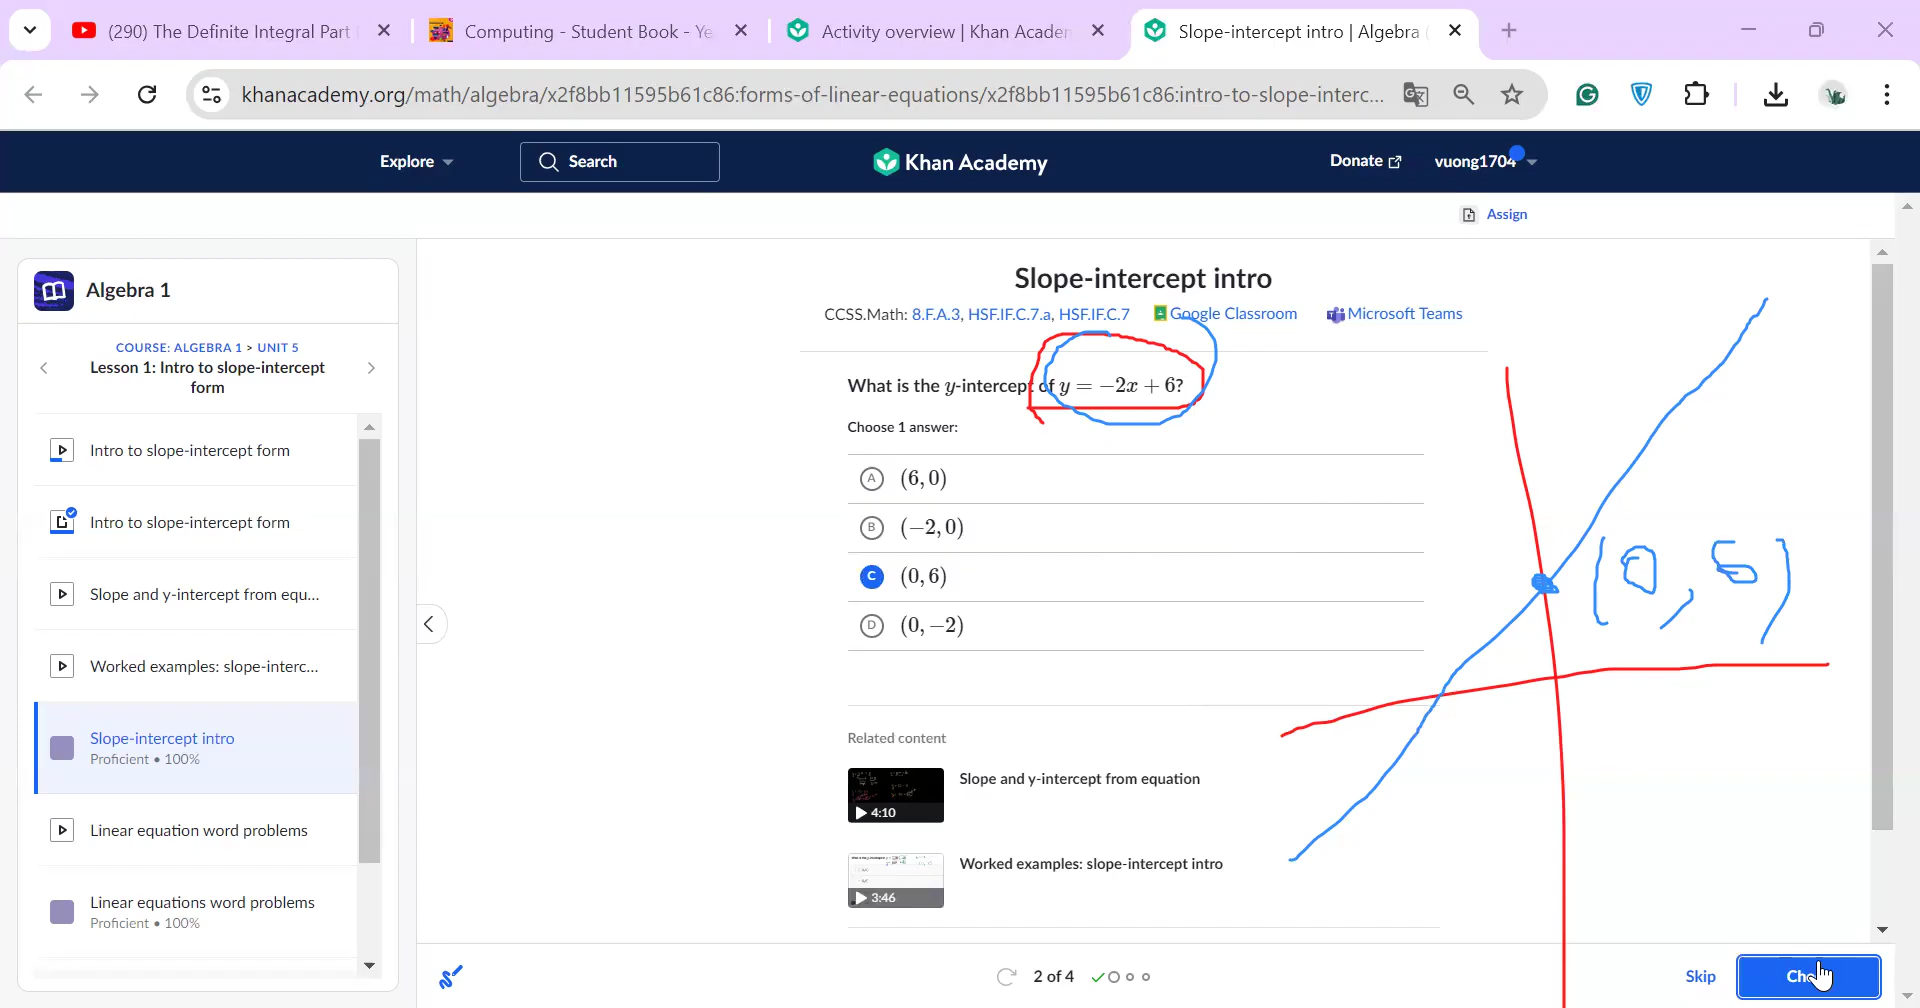 (290) The Definite Integral Part
Computing - Student Book - Ye
Activity overview | Khan Acader
Slope-intercept intro | Algebra (
khanacademy.org/math/algebra/x2f8bb11595b61c86:forms-of-linear-equations/x2f8bb11595b61c86:intro-to-slope-interc...
Explore
Search
Khan Academy
Donate
vuong1704
Assign
Algebra 1
COURSE: ALGEBRA 1 > UNIT 5
Lesson 1: Intro to slope-intercept
form
Intro to slope-intercept form
Intro to slope-intercept form
Slope and y-intercept from equ...
Worked examples: slope-interc...
Slope-intercept intro
Proficient • 100%
Linear equation word problems
Linear equations word problems
Proficient • 100%
Slope-intercept intro
CCSS.Math: 8.F.A.3, HSF.IF.C.7.a, HSF.IF.C.7
Google Classroom
Microsoft Teams
What is the y-intercept of y = −2x + 6?
Choose 1 answer:
A (6, 0)
B (−2, 0)
C (0, 6)
D (0, −2)
(0, 5)
Related content
Slope and y-intercept from equation
4:10
Worked examples: slope-intercept intro
3:46
2 of 4
Skip